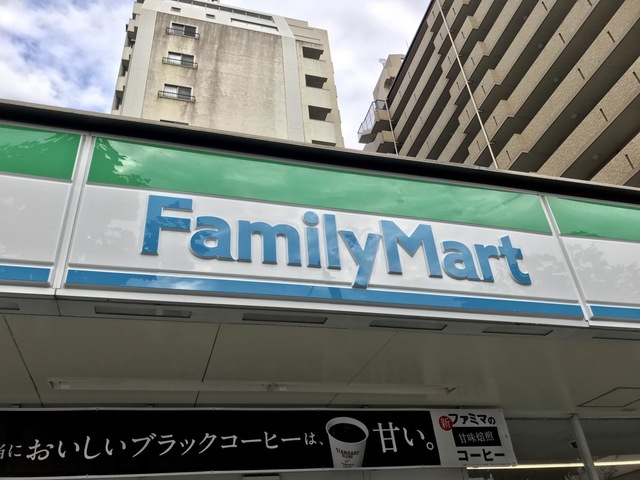 FamilyMart
当においしいブラックコーヒーは、甘い。
新 ファミマの
甘味焙煎
コーヒー